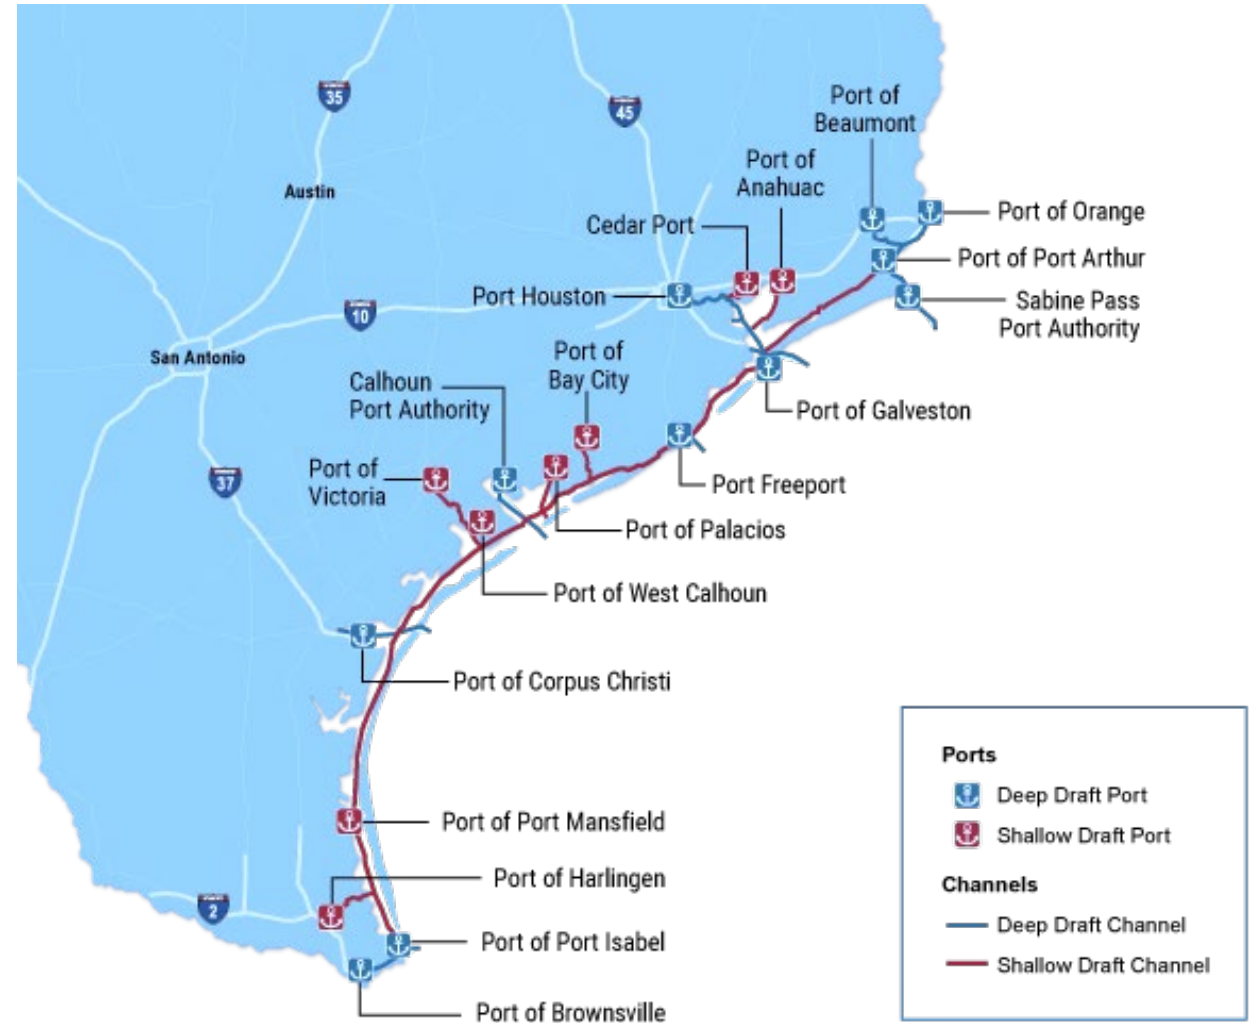 35
45
Port of
Beaumont
Austin
Port of
Anahuac
Port of Orange
Cedar Port
Port of Port Arthur
Port Houston
Sabine Pass
Port Authority
10
San Antonio
Port of
Bay City
Calhoun
Port Authority
Port of Galveston
Port of
Victoria
37
Port Freeport
Port of Palacios
Port of West Calhoun
Port of Corpus Christi
Port of Port Mansfield
Port of Harlingen
2
Port of Port Isabel
Port of Brownsville
Ports
Deep Draft Port
Shallow Draft Port
Channels
Deep Draft Channel
Shallow Draft Channel